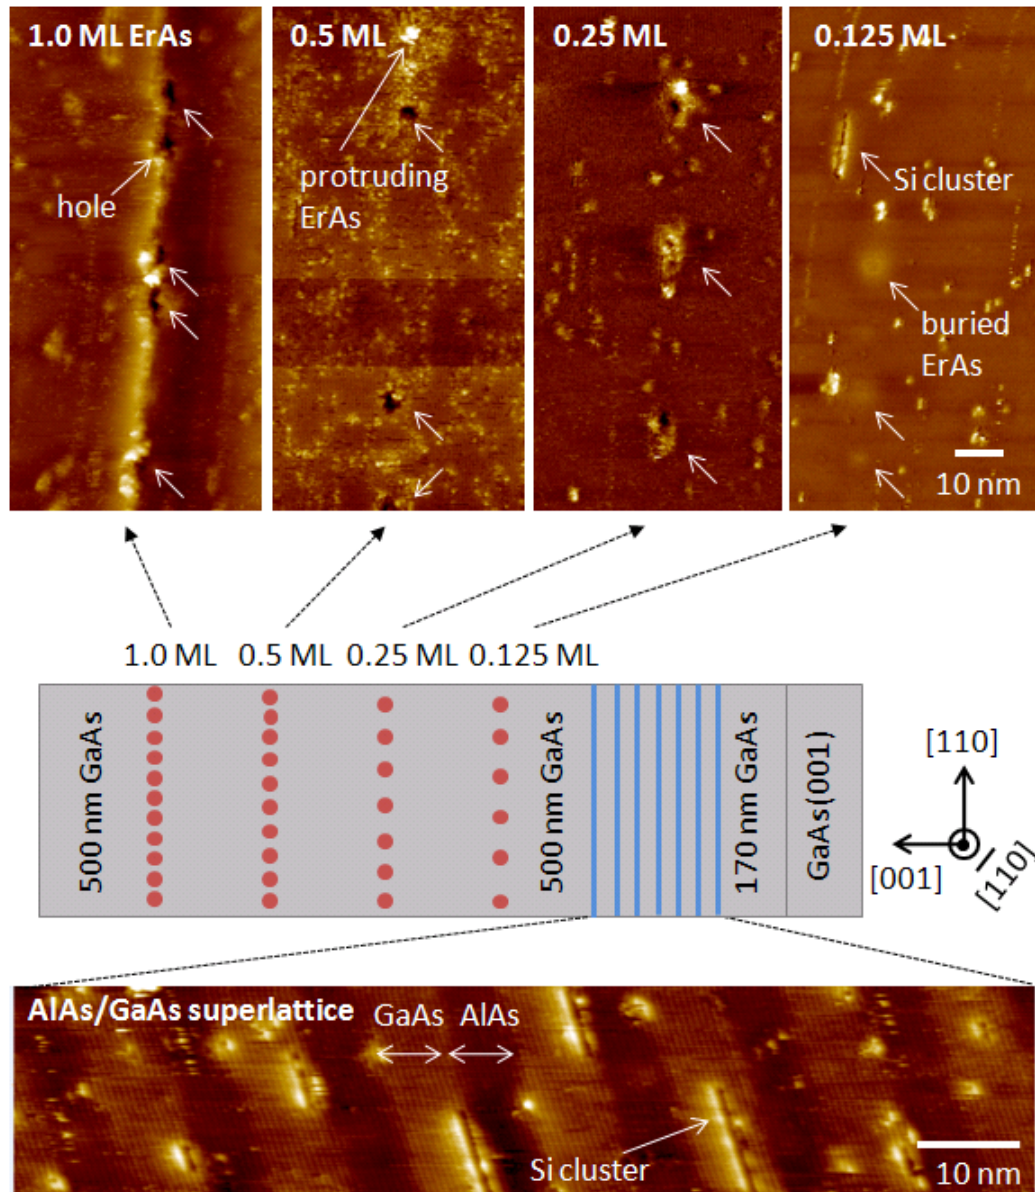 1.0 ML ErAs
0.5 ML
0.25 ML
0.125 ML
hole
protruding
ErAs
Si cluster
buried
ErAs
10 nm
1.0 ML
0.5 ML
0.25 ML
0.125 ML
500 nm GaAs
500 nm GaAs
170 nm GaAs
GaAs(001)
[110]
[001]
[1̅10]
AlAs/GaAs superlattice
GaAs
AlAs
Si cluster
10 nm